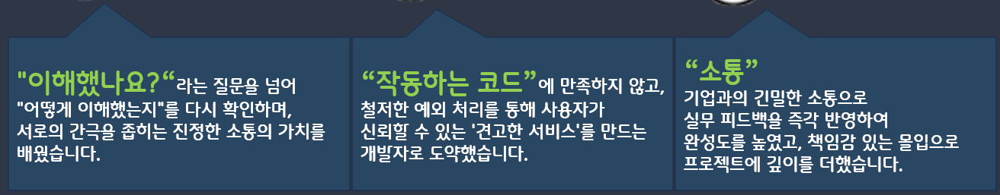 "이해했나요?“라는 질문을 넘어
"어떻게 이해했는지"를 다시 확인하며,
서로의 간극을 좁히는 진정한 소통의 가치를
배웠습니다.
“작동하는 코드”에 만족하지 않고,
철저한 예외 처리를 통해 사용자가
신뢰할 수 있는 '견고한 서비스'를 만드는
개발자로 도약했습니다.
“소통”
기업과의 긴밀한 소통으로
실무 피드백을 즉각 반영하여
완성도를 높였고, 책임감 있는 몰입으로
프로젝트에 깊이를 더했습니다.